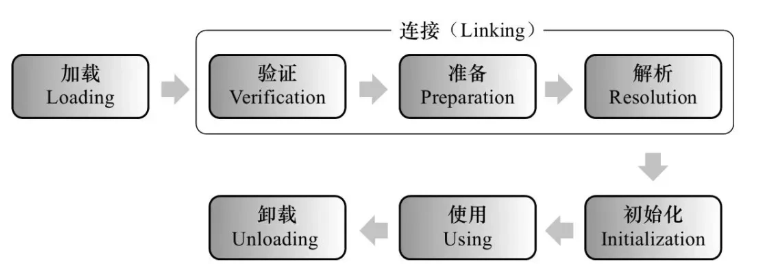 连接（Linking）
加载
Loading
验证
Verification
准备
Preparation
解析
Resolution
初始化
Initialization
使用
Using
卸载
Unloading